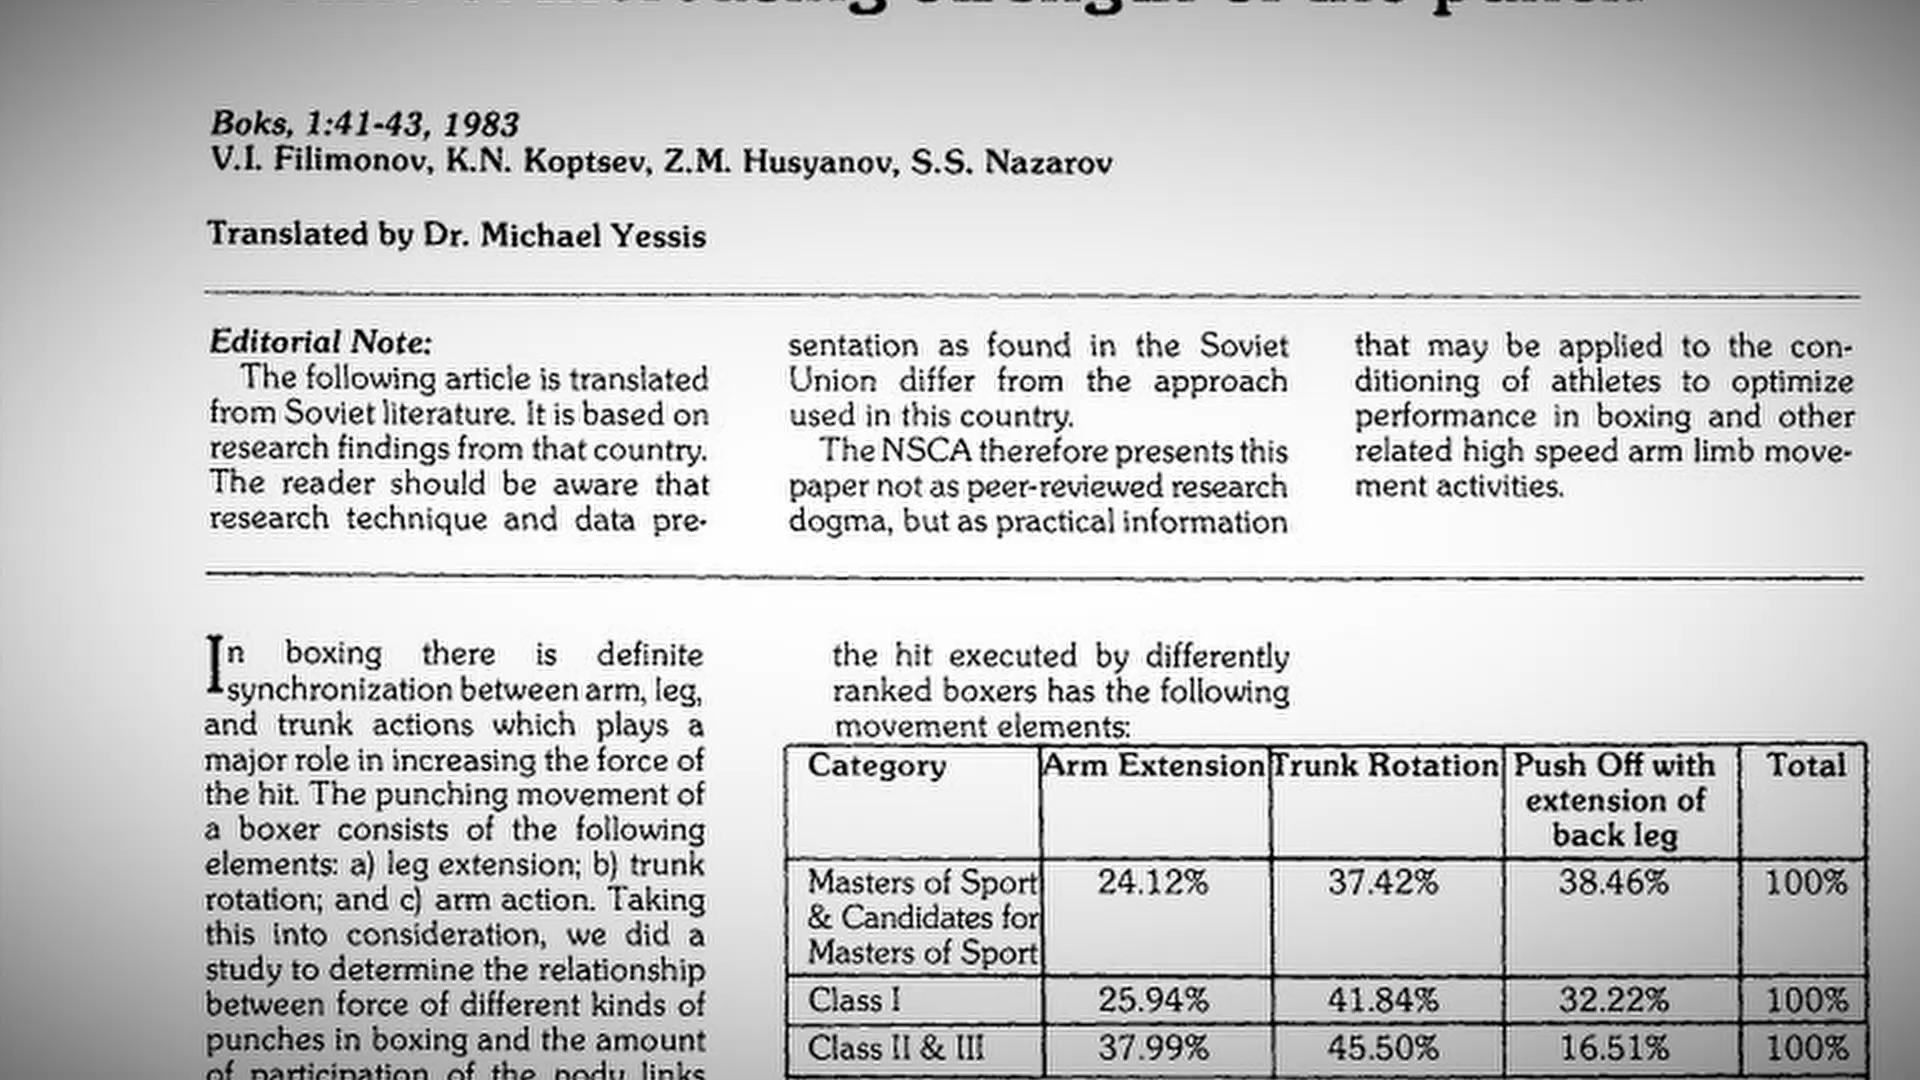 increasing strength of the punch
Boks, 1:41-43, 1983
V.I. Filimonov, K.N. Koptsev, Z.M. Husyanov, S.S. Nazarov
Translated by Dr. Michael Yessis
Editorial Note:
The following article is translated
from Soviet literature. It is based on
research findings from that country.
The reader should be aware that
research technique and data pre-
sentation as found in the Soviet
Union differ from the approach
used in this country.
The NSCA therefore presents this
paper not as peer-reviewed research
dogma, but as practical information
that may be applied to the con-
ditioning of athletes to optimize
performance in boxing and other
related high speed arm limb move-
ment activities.
In boxing there is definite
synchronization between arm, leg,
and trunk actions which plays a
major role in increasing the force of
the hit. The punching movement of
a boxer consists of the following
elements: a) leg extension; b) trunk
rotation; and c) arm action. Taking
this into consideration, we did a
study to determine the relationship
between force of different kinds of
punches in boxing and the amount
of participation of the body links
the hit executed by differently
ranked boxers has the following
movement elements:
Category Arm Extension Trunk Rotation Push Off with Total
extension of
back leg
Masters of Sport 24.12% 37.42% 38.46% 100%
& Candidates for
Masters of Sport
Class I 25.94% 41.84% 32.22% 100%
Class II & III 37.99% 45.50% 16.51% 100%